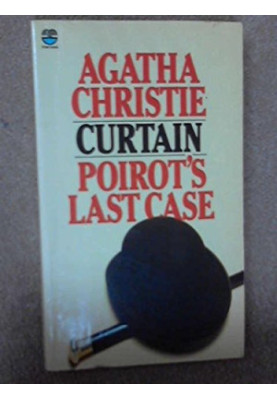 AGATHA
CHRISTIE
CURTAIN
POIROT'S
LAST CASE